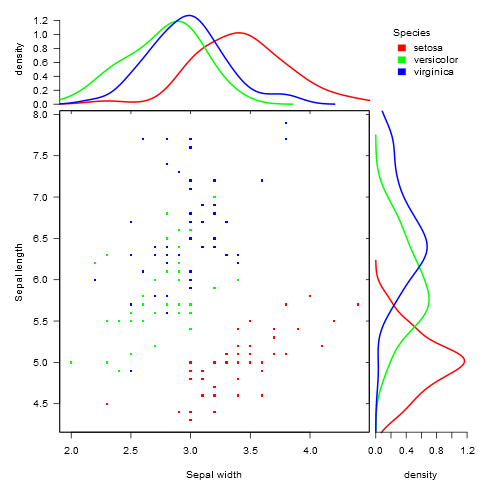 Species
setosa
versicolor
virginica
density
1.2
1.0
0.8
0.6
0.4
0.2
0.0
Sepal length
8.0
7.5
7.0
6.5
6.0
5.5
5.0
4.5
2.0 2.5 3.0 3.5 4.0
Sepal width
0.0 0.4 0.8 1.2
density